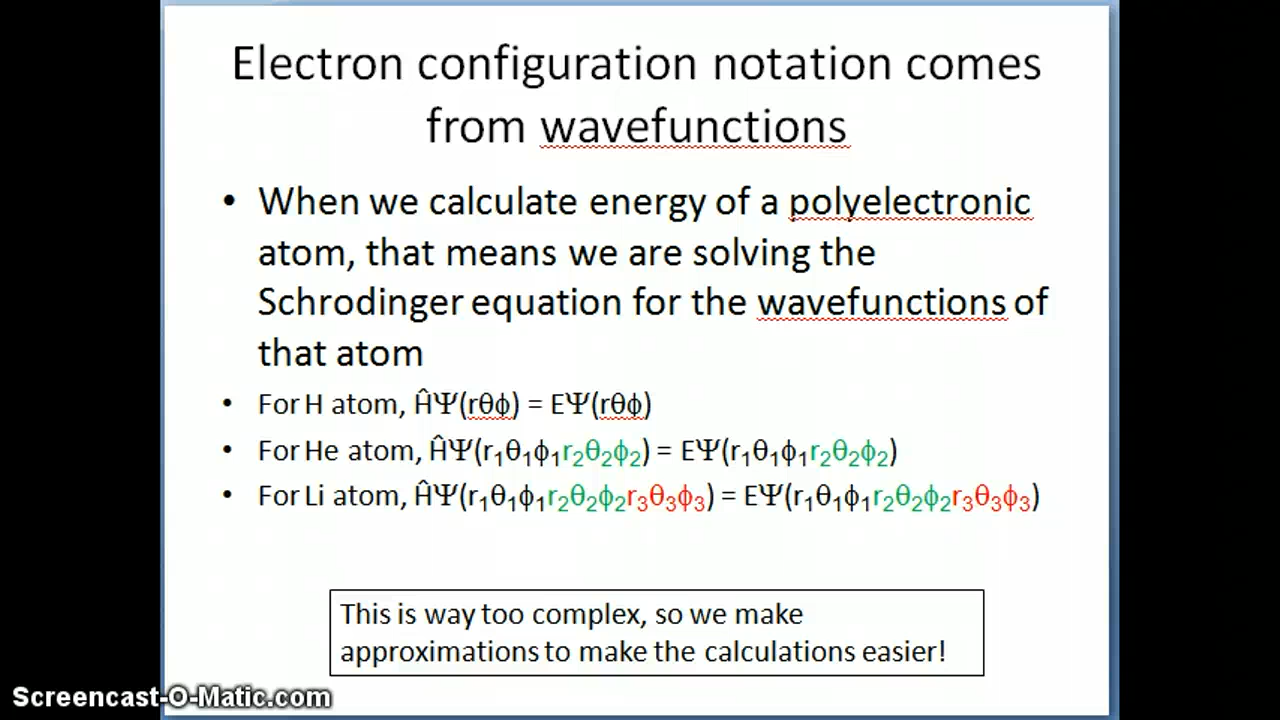 Electron configuration notation comes
from wavefunctions
• When we calculate energy of a polyelectronic
atom, that means we are solving the
Schrodinger equation for the wavefunctions of
that atom
• For H atom, ĤΨ(rθϕ) = EΨ(rθϕ)
• For He atom, ĤΨ(r₁θ₁ϕ₁r₂θ₂ϕ₂) = EΨ(r₁θ₁ϕ₁r₂θ₂ϕ₂)
• For Li atom, ĤΨ(r₁θ₁ϕ₁r₂θ₂ϕ₂r₃θ₃ϕ₃) = EΨ(r₁θ₁ϕ₁r₂θ₂ϕ₂r₃θ₃ϕ₃)
This is way too complex, so we make
approximations to make the calculations easier!
Screencast-O-Matic.com